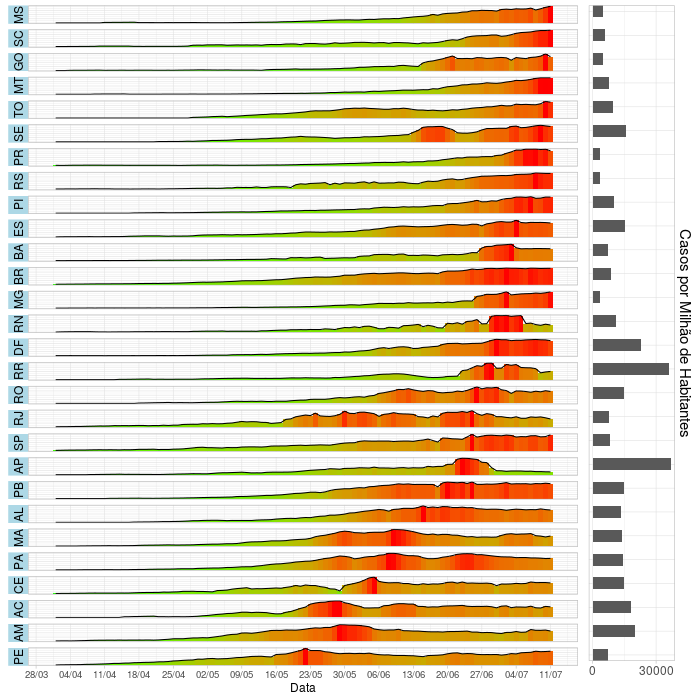 MS
SC
GO
MT
TO
SE
PR
RS
PI
ES
BA
BR
MG
RN
DF
RR
RO
RJ
SP
AP
PB
AL
MA
PA
CE
AC
AM
PE
28/03 04/04 11/04 18/04 25/04 02/05 09/05 16/05 23/05 30/05 06/06 13/06 20/06 27/06 04/07 11/07
Data
0 30000
Casos por Milhão de Habitantes